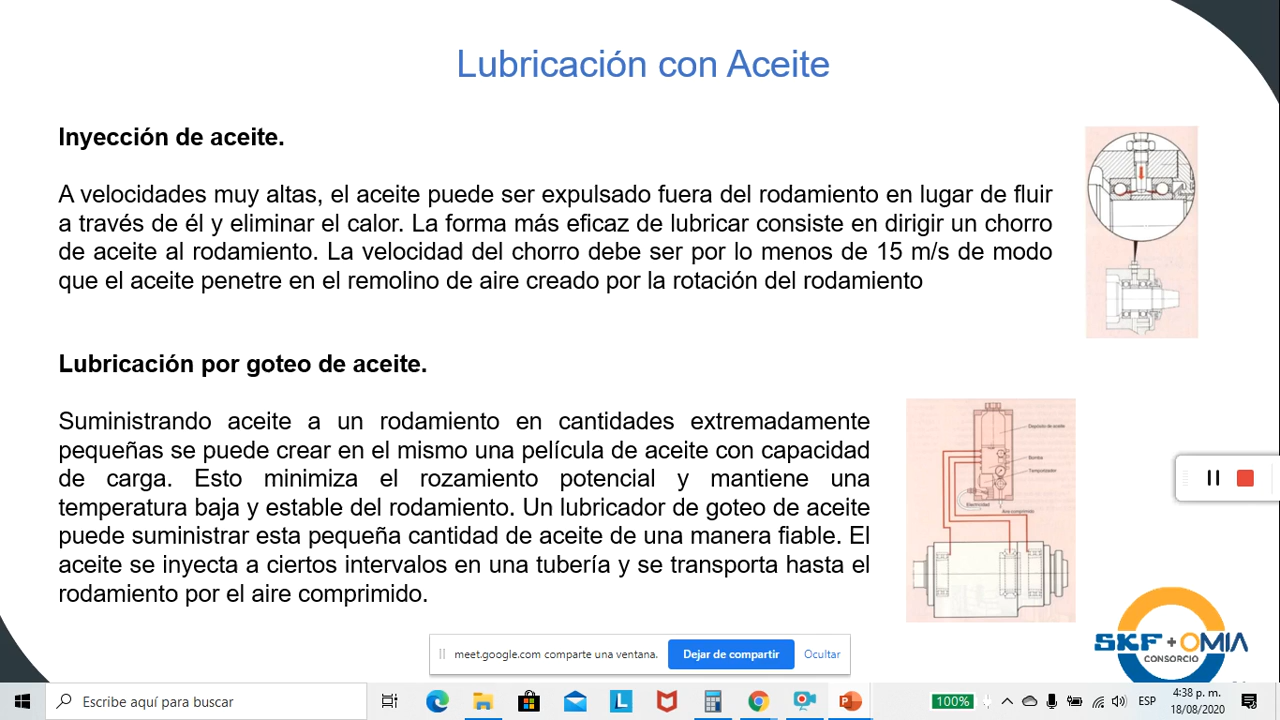 Lubricación con Aceite
Inyección de aceite.
A velocidades muy altas, el aceite puede ser expulsado fuera del rodamiento en lugar de fluir
a través de él y eliminar el calor. La forma más eficaz de lubricar consiste en dirigir un chorro
de aceite al rodamiento. La velocidad del chorro debe ser por lo menos de 15 m/s de modo
que el aceite penetre en el remolino de aire creado por la rotación del rodamiento
Lubricación por goteo de aceite.
Suministrando aceite a un rodamiento en cantidades extremadamente
pequeñas se puede crear en el mismo una película de aceite con capacidad
de carga. Esto minimiza el rozamiento potencial y mantiene una
temperatura baja y estable del rodamiento. Un lubricador de goteo de aceite
puede suministrar esta pequeña cantidad de aceite de una manera fiable. El
aceite se inyecta a ciertos intervalos en una tubería y se transporta hasta el
rodamiento por el aire comprimido.
Depósito de aceite
Bomba
Temporizador
Electricidad
Aire comprimido
SKF + OMIA
CONSORCIO
meet.google.com comparte una ventana.
Dejar de compartir
Ocultar
Escribe aquí para buscar
100%
ESP
4:38 p. m.
18/08/2020